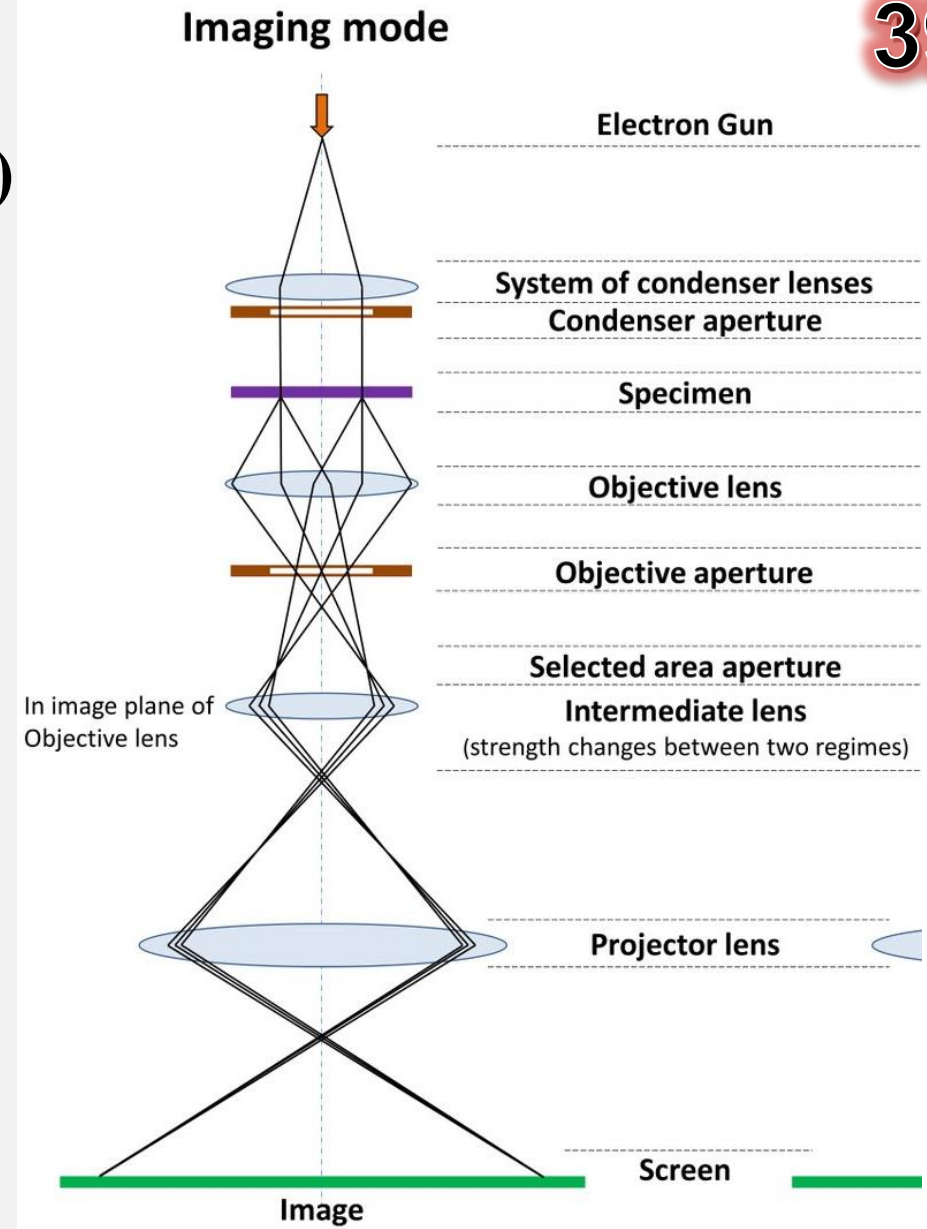 Imaging mode
39
)
Electron Gun
System of condenser lenses
Condenser aperture
Specimen
Objective lens
Objective aperture
Selected area aperture
In image plane of
Objective lens
Intermediate lens
(strength changes between two regimes)
Projector lens
Screen
Image